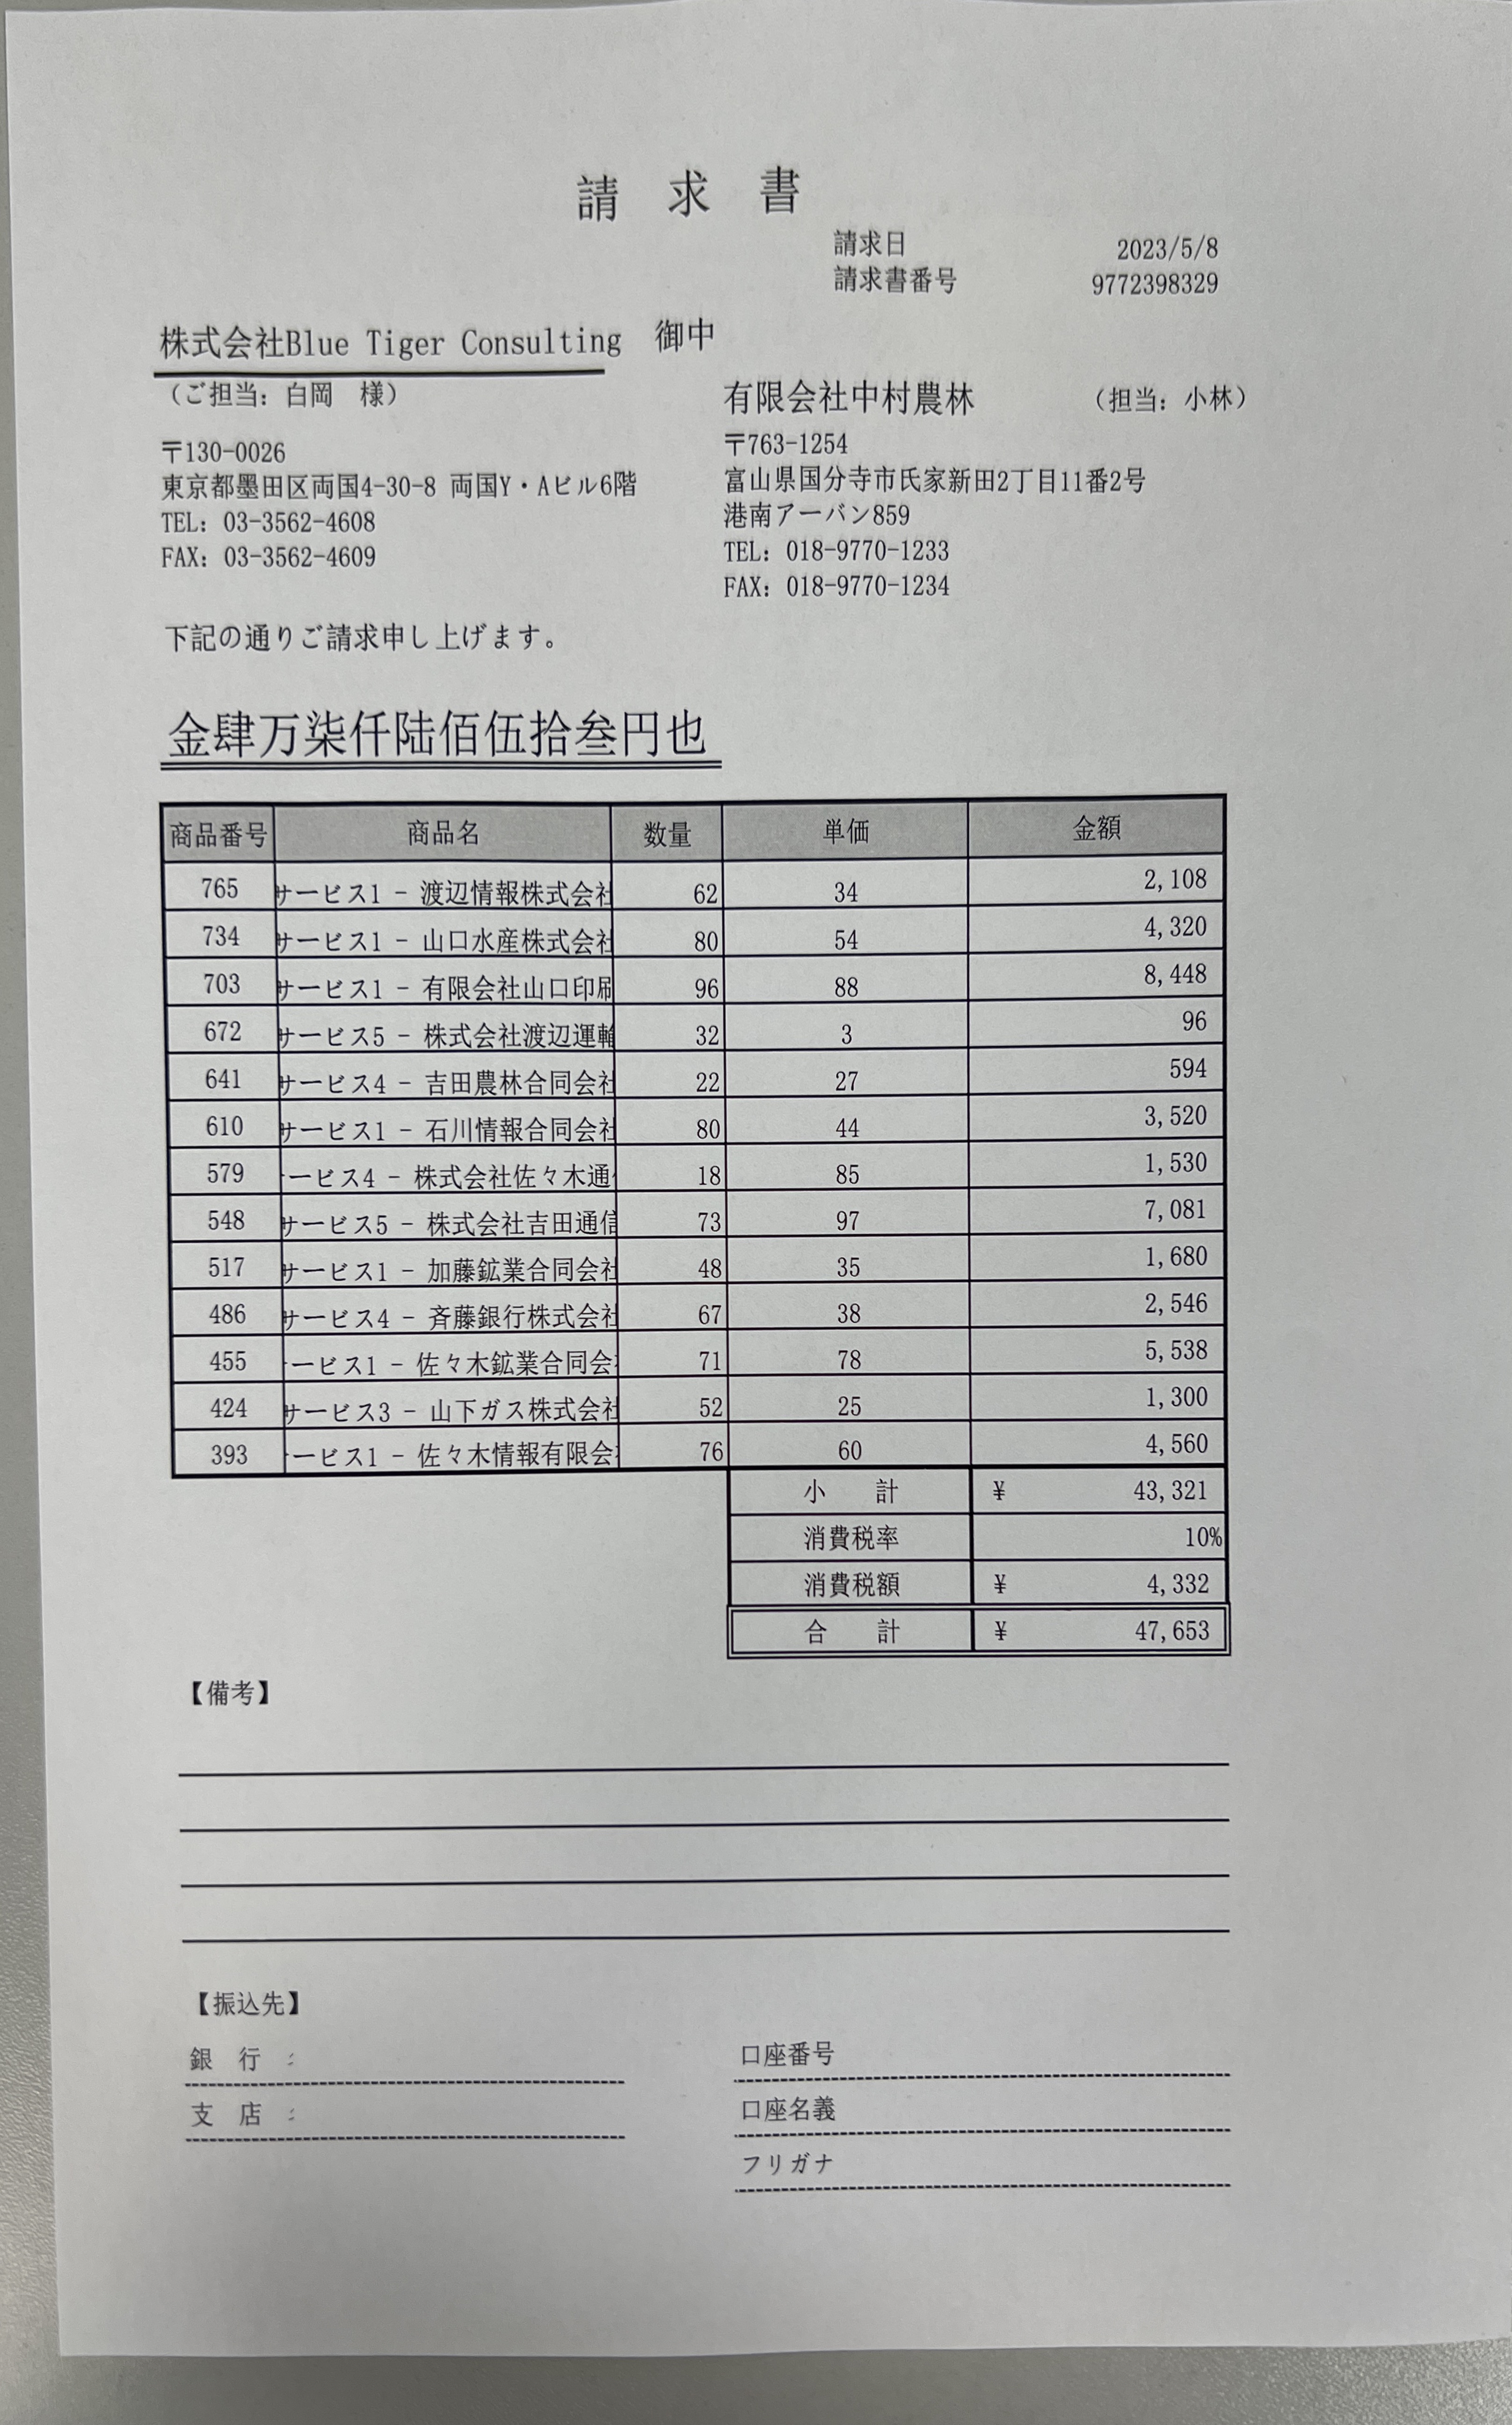 請 求 書
請求日 2023/5/8
請求書番号 9772398329
株式会社Blue Tiger Consulting 御中
（ご担当: 白岡 様）
有限会社中村農林 （担当: 小林）
〒130-0026
東京都墨田区両国4-30-8 両国Y・Aビル6階
TEL: 03-3562-4608
FAX: 03-3562-4609
〒763-1254
富山県国分寺市氏家新田2丁目11番2号
港南アーバン859
TEL: 018-9770-1233
FAX: 018-9770-1234
下記の通りご請求申し上げます。
金肆万柒仟陸佰伍拾叁円也
商品番号 商品名 数量 単価 金額
765 サービス1 - 渡辺情報株式会社 62 34 2,108
734 サービス1 - 山口水産株式会社 80 54 4,320
703 サービス1 - 有限会社山口印刷 96 88 8,448
672 サービス5 - 株式会社渡辺運輸 32 3 96
641 サービス4 - 吉田農林合同会社 22 27 594
610 サービス1 - 石川情報合同会社 80 44 3,520
579 ービス4 - 株式会社佐々木通 18 85 1,530
548 サービス5 - 株式会社吉田通信 73 97 7,081
517 サービス1 - 加藤鉱業合同会社 48 35 1,680
486 サービス4 - 斉藤銀行株式会社 67 38 2,546
455 ービス1 - 佐々木鉱業合同会 71 78 5,538
424 サービス3 - 山下ガス株式会社 52 25 1,300
393 ービス1 - 佐々木情報有限会 76 60 4,560
小 計 ¥ 43,321
消費税率 10%
消費税額 ¥ 4,332
合 計 ¥ 47,653
【備考】
【振込先】
銀 行 :
支 店 :
口座番号
口座名義
フリガナ